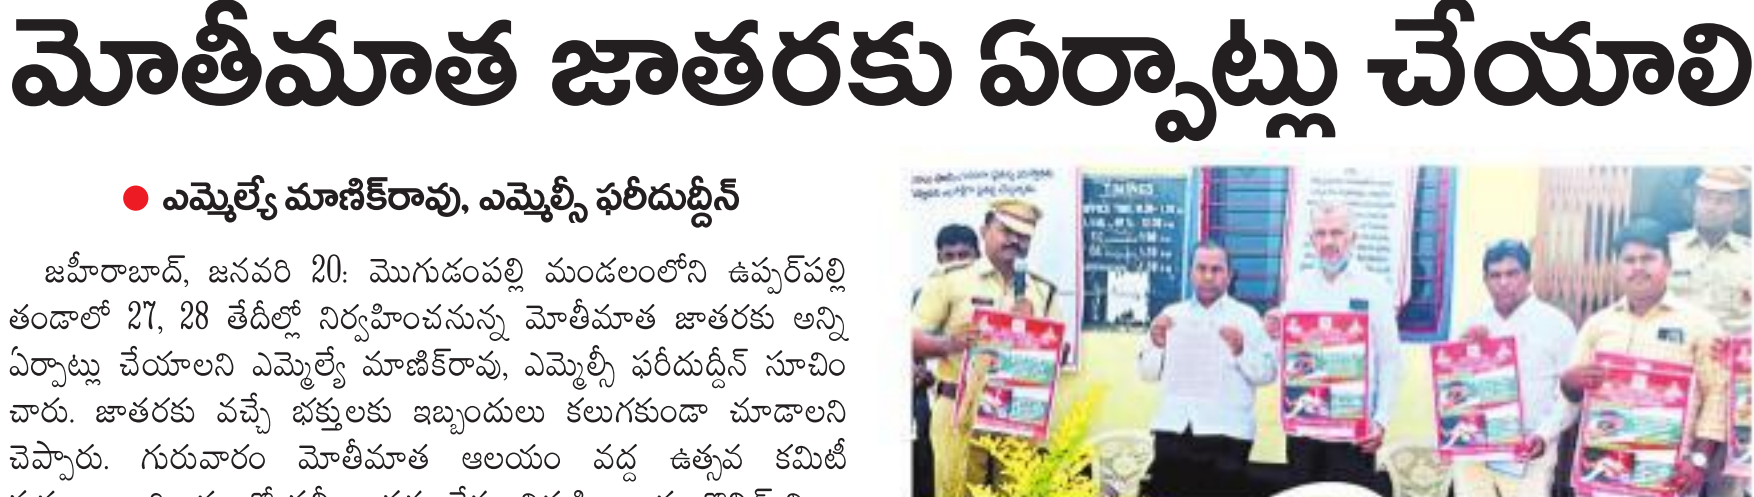 మోతీమాత జాతరకు ఏర్పాట్లు చేయాలి
● ఎమ్మెల్యే మాణిక్‌రావు, ఎమ్మెల్సీ ఫరీదుద్దీన్
జహీరాబాద్, జనవరి 20: మొగుడంపల్లి మండలంలోని ఉప్పర్‌పల్లి
తండాలో 27, 28 తేదీల్లో నిర్వహించనున్న మోతీమాత జాతరకు అన్ని
ఏర్పాట్లు చేయాలని ఎమ్మెల్యే మాణిక్‌రావు, ఎమ్మెల్సీ ఫరీదుద్దీన్ సూచిం
చారు. జాతరకు వచ్చే భక్తులకు ఇబ్బందులు కలుగకుండా చూడాలని
చెప్పారు. గురువారం మోతీమాత ఆలయం వద్ద ఉత్సవ కమిటీ
TIMINGS